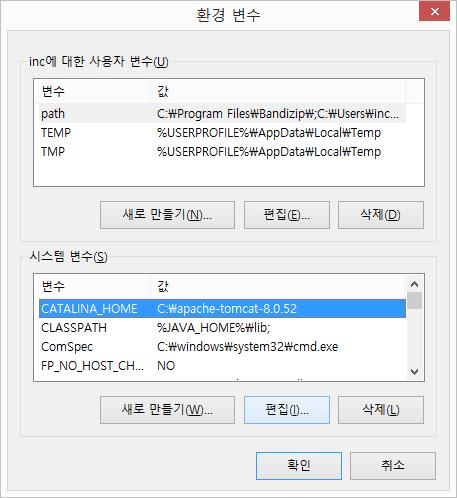 환경 변수
inc에 대한 사용자 변수(U)
변수 값
path C:₩Program Files₩Bandizip₩;C:₩Users₩inc...
TEMP %USERPROFILE%₩AppData₩Local₩Temp
TMP %USERPROFILE%₩AppData₩Local₩Temp
새로 만들기(N)... 편집(E)... 삭제(D)
시스템 변수(S)
변수 값
CATALINA_HOME C:₩apache-tomcat-8.0.52
CLASSPATH %JAVA_HOME%₩lib;
ComSpec C:₩windows₩system32₩cmd.exe
FP_NO_HOST_CH... NO
새로 만들기(W)... 편집(I)... 삭제(L)
확인 취소